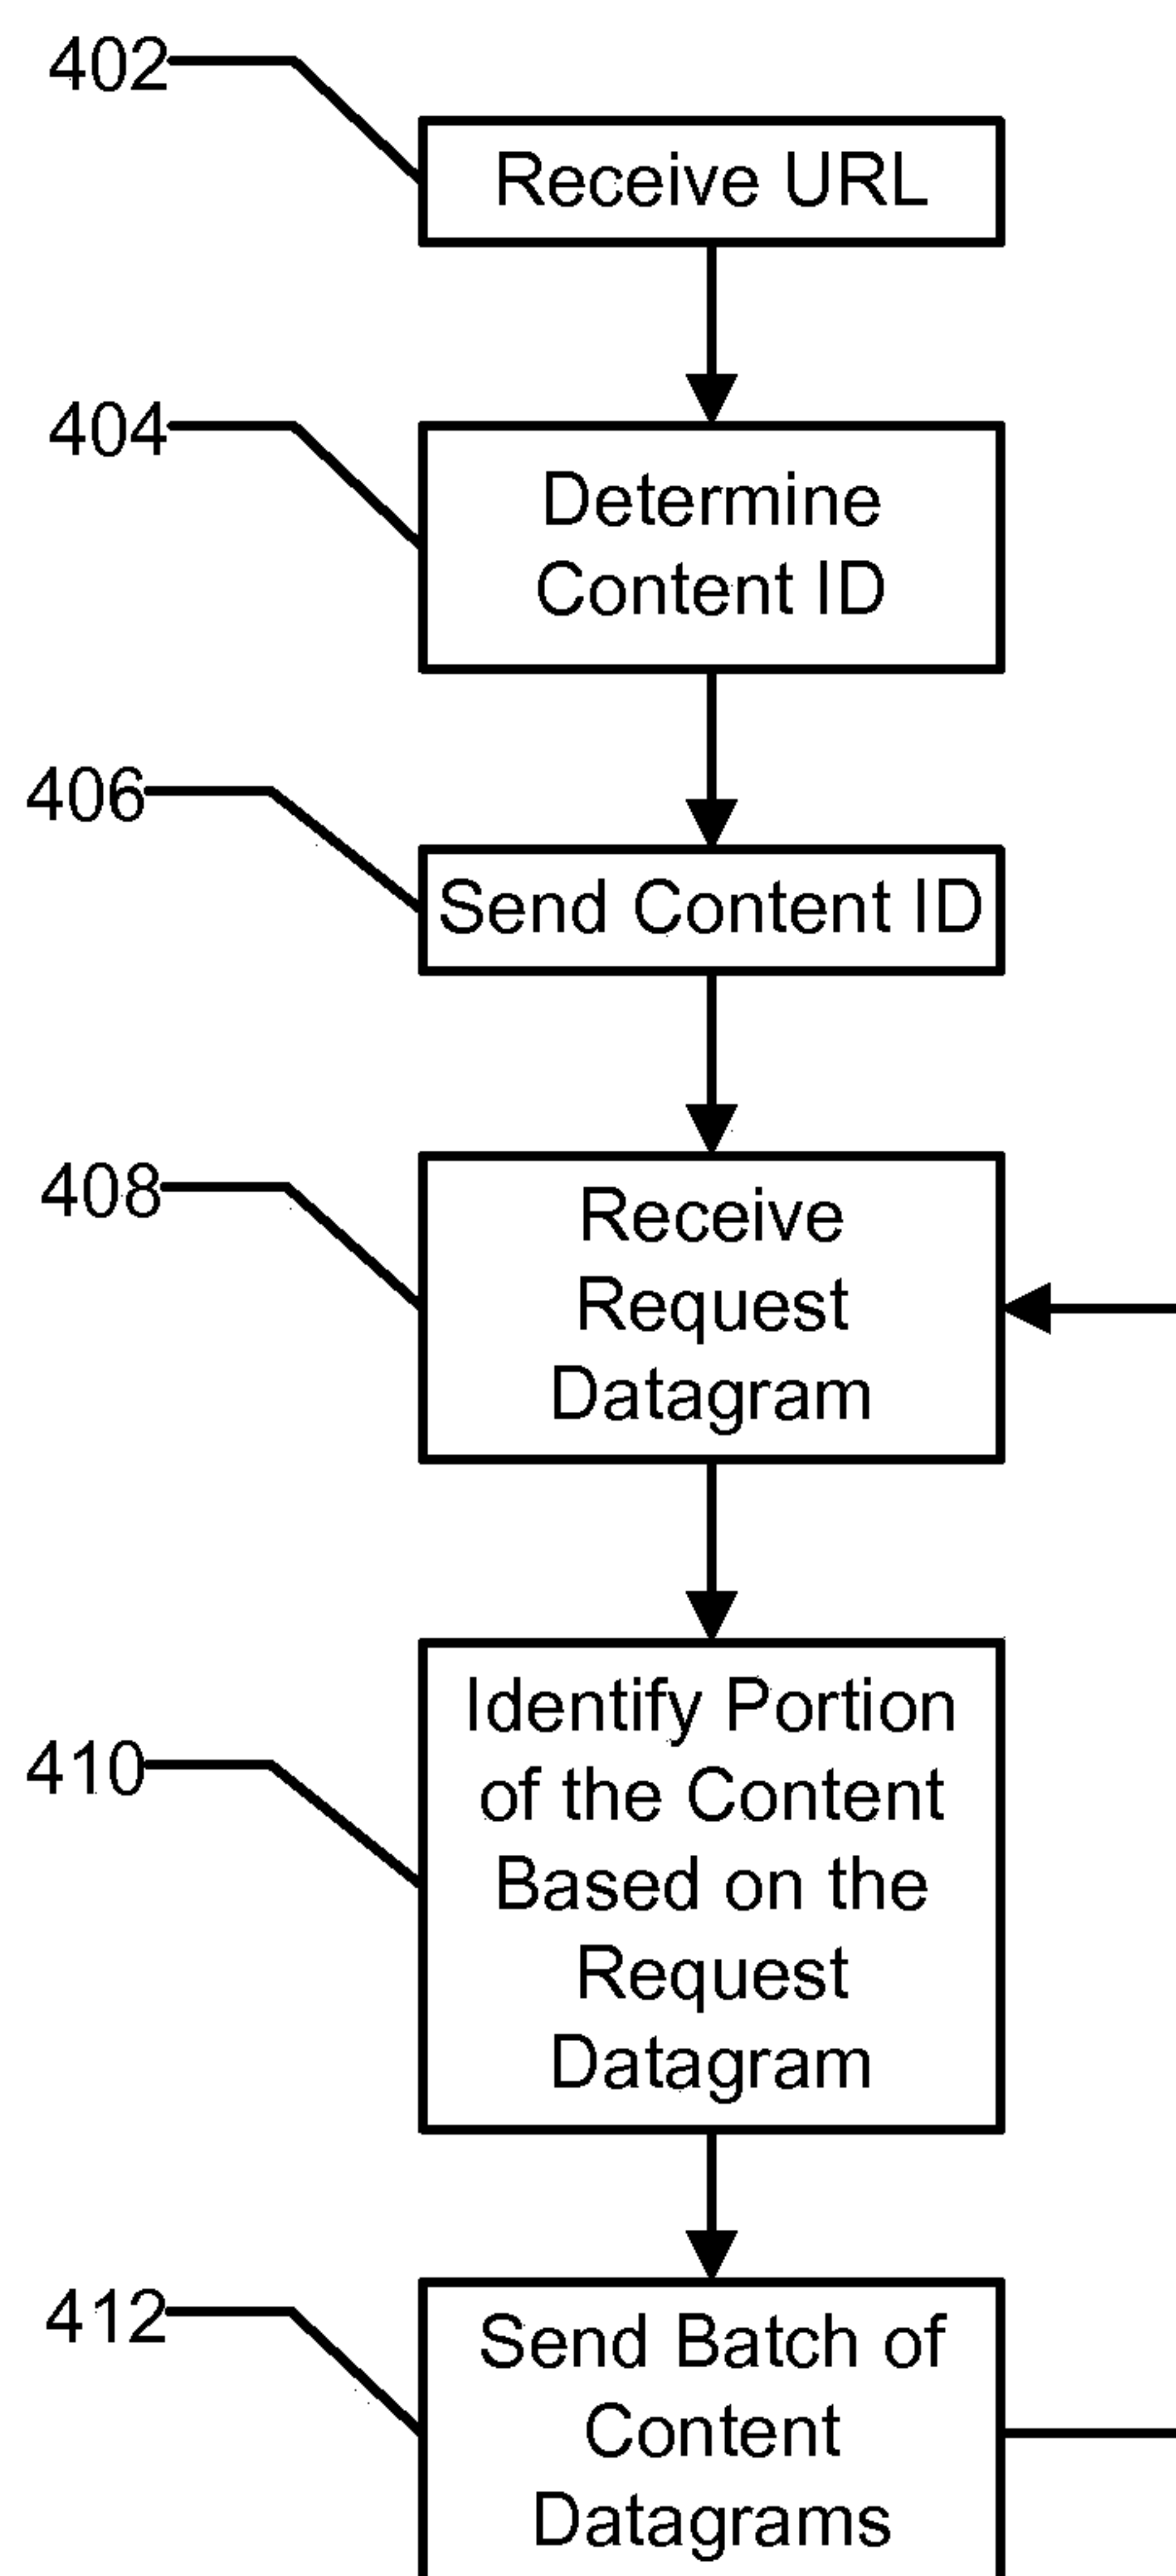 402
Receive URL
404
Determine
Content ID
406
Send Content ID
408
Receive
Request
Datagram
410
Identify Portion
of the Content
Based on the
Request
Datagram
412
Send Batch of
Content
Datagrams